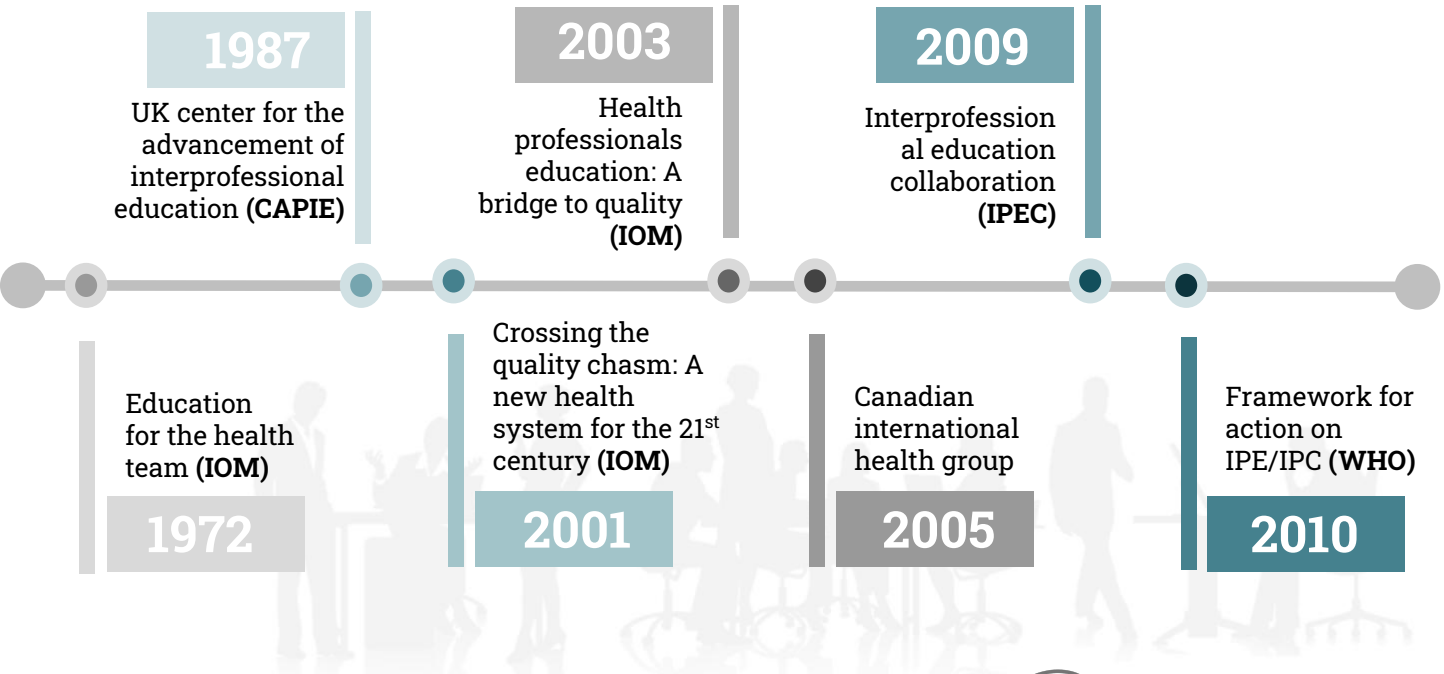 1987
UK center for the
advancement of
interprofessional
education (CAPIE)
2003
Health
professionals
education: A
bridge to quality
(IOM)
2009
Interprofession
al education
collaboration
(IPEC)
Education
for the health
team (IOM)
1972
Crossing the
quality chasm: A
new health
system for the 21st
century (IOM)
2001
Canadian
international
health group
2005
Framework for
action on
IPE/IPC (WHO)
2010